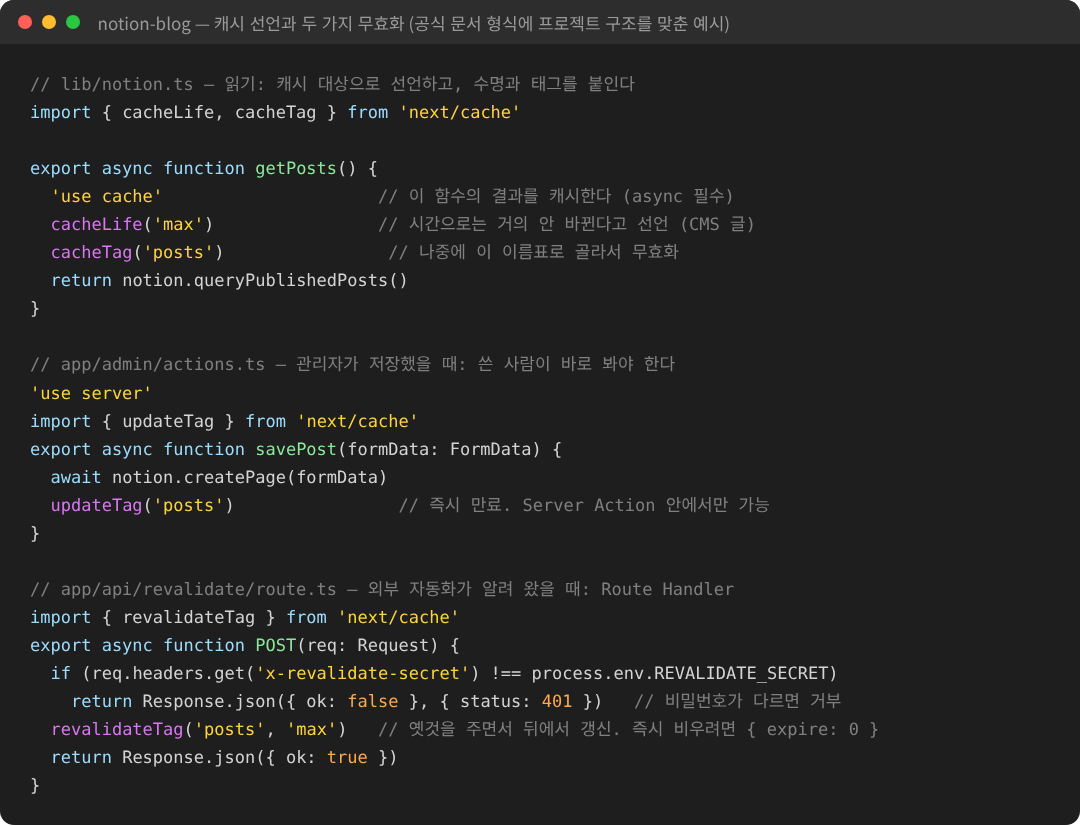 notion-blog — 캐시 선언과 두 가지 무효화 (공식 문서 형식에 프로젝트 구조를 맞춘 예시)
// lib/notion.ts — 읽기: 캐시 대상으로 선언하고, 수명과 태그를 붙인다
import { cacheLife, cacheTag } from 'next/cache'
export async function getPosts() {
  'use cache'                     // 이 함수의 결과를 캐시한다 (async 필수)
  cacheLife('max')                // 시간으로는 거의 안 바뀐다고 선언 (CMS 글)
  cacheTag('posts')                // 나중에 이 이름표로 골라서 무효화
  return notion.queryPublishedPosts()
}
// app/admin/actions.ts — 관리자가 저장했을 때: 쓴 사람이 바로 봐야 한다
'use server'
import { updateTag } from 'next/cache'
export async function savePost(formData: FormData) {
  await notion.createPage(formData)
  updateTag('posts')                // 즉시 만료. Server Action 안에서만 가능
}
// app/api/revalidate/route.ts — 외부 자동화가 알려 왔을 때: Route Handler
import { revalidateTag } from 'next/cache'
export async function POST(req: Request) {
  if (req.headers.get('x-revalidate-secret') !== process.env.REVALIDATE_SECRET)
    return Response.json({ ok: false }, { status: 401 })   // 비밀번호가 다르면 거부
  revalidateTag('posts', 'max')   // 옛것을 주면서 뒤에서 갱신. 즉시 비우려면 { expire: 0 }
  return Response.json({ ok: true })
}